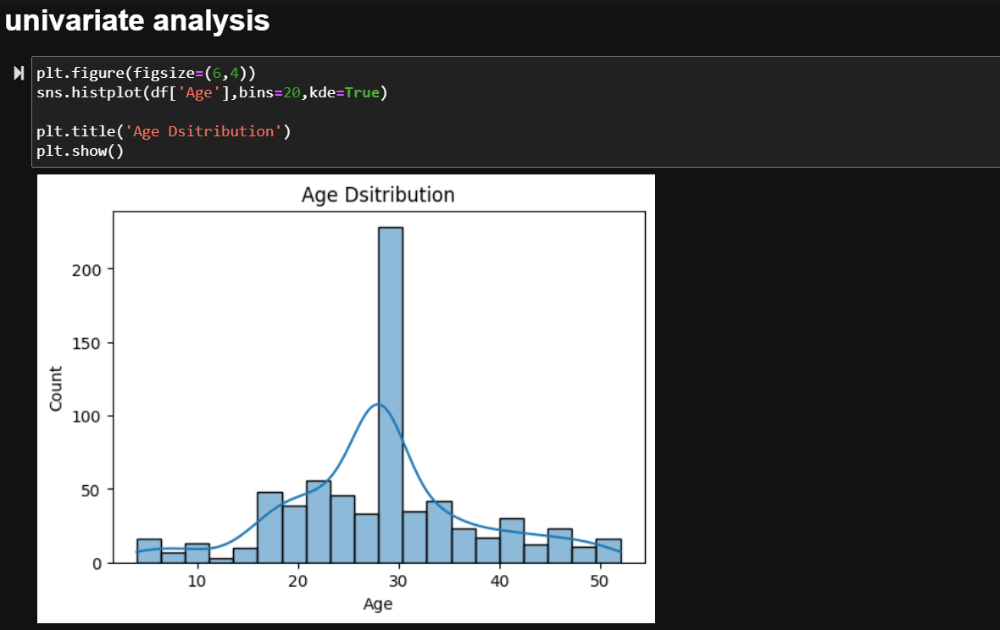 univariate analysis
plt.figure(figsize=(6,4))
sns.histplot(df['Age'],bins=20,kde=True)
plt.title('Age Dsitribution')
plt.show()
Age Dsitribution
200
150
100
50
0
Count
10 20 30 40 50
Age